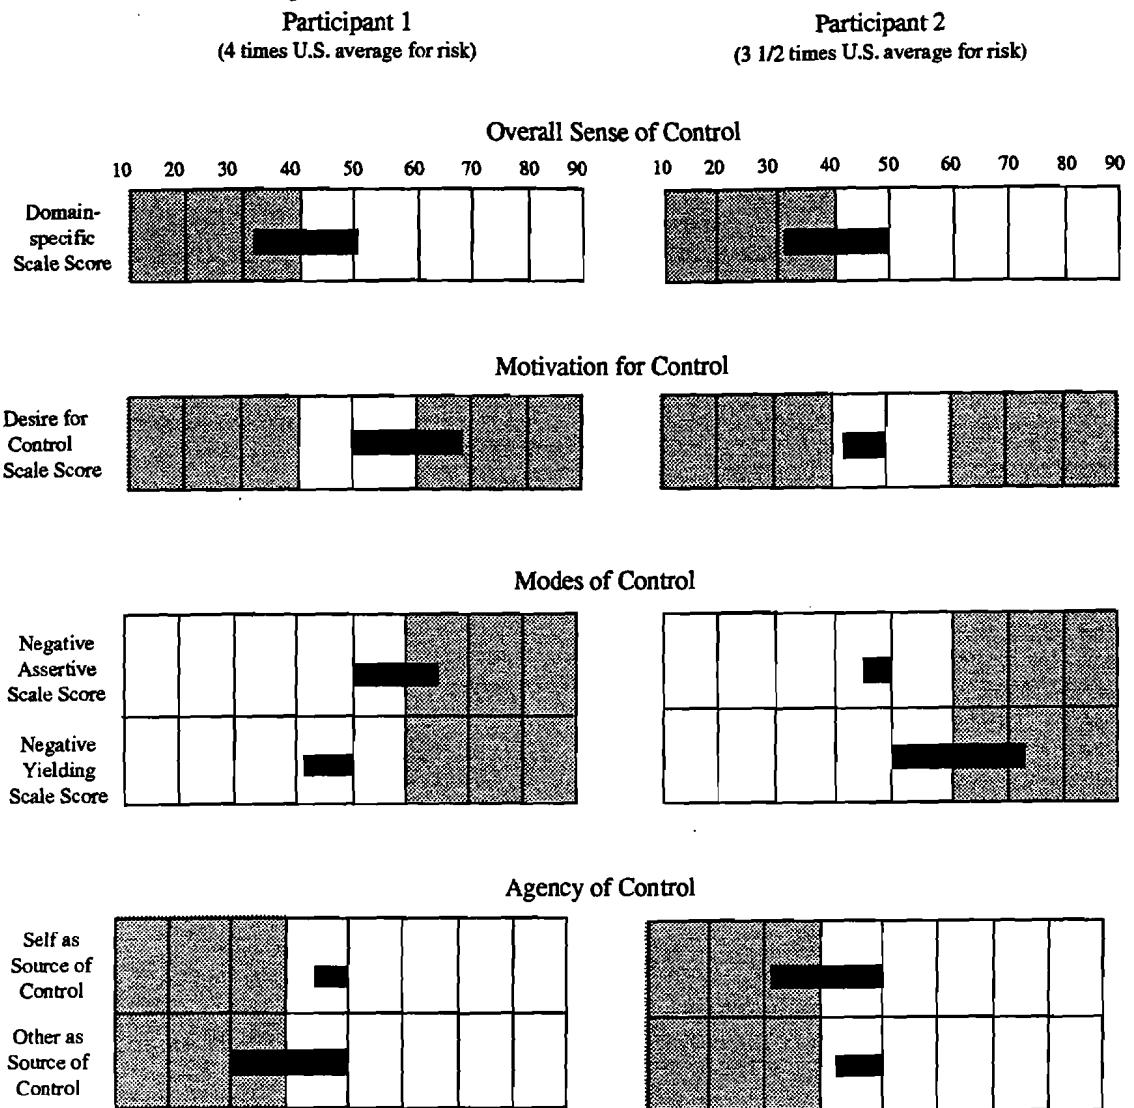 Participant 1
(4 times U.S. average for risk)
Participant 2
(3 1/2 times U.S. average for risk)
Overall Sense of Control
10 20 30 40 50 60 70 80 90
10 20 30 40 50 60 70 80 90
Domain-
specific
Scale Score
Motivation for Control
Desire for
Control
Scale Score
Modes of Control
Negative
Assertive
Scale Score
Negative
Yielding
Scale Score
Agency of Control
Self as
Source of
Control
Other as
Source of
Control